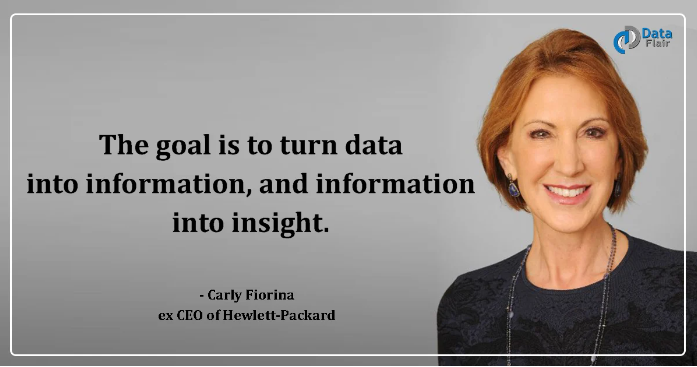 Data
Flair
The goal is to turn data
into information, and information
into insight.
- Carly Fiorina
ex CEO of Hewlett-Packard